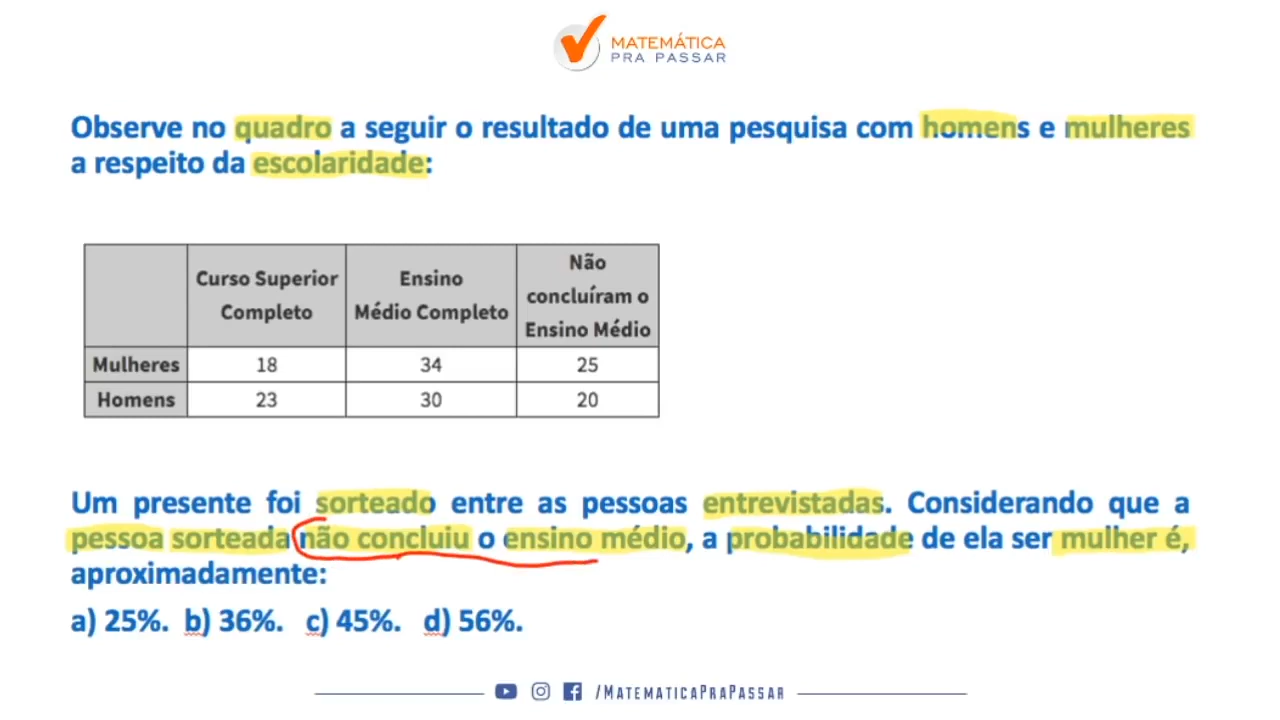 MATEMÁTICA
PRA PASSAR
Observe no quadro a seguir o resultado de uma pesquisa com homens e mulheres
a respeito da escolaridade:
Curso Superior Completo
Ensino Médio Completo
Não concluíram o Ensino Médio
Mulheres 18 34 25
Homens 23 30 20
Um presente foi sorteado entre as pessoas entrevistadas. Considerando que a
pessoa sorteada não concluiu o ensino médio, a probabilidade de ela ser mulher é,
aproximadamente:
a) 25%. b) 36%. c) 45%. d) 56%.
/MATEMATICAPRAPASSAR